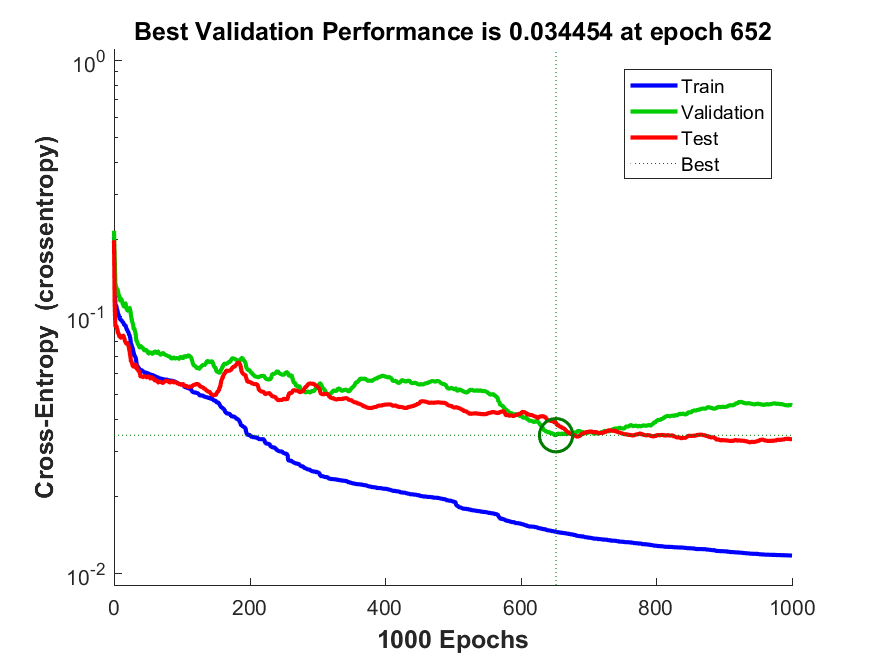 Best Validation Performance is 0.034454 at epoch 652
Cross-Entropy (crossentropy)
10^0
10^-1
10^-2
Train
Validation
Test
Best
0 200 400 600 800 1000
1000 Epochs